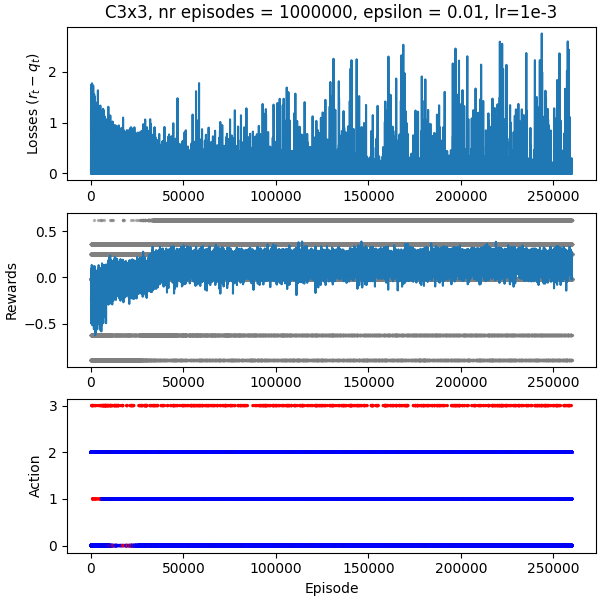 C3x3, nr episodes = 1000000, epsilon = 0.01, lr=1e-3
Losses (r_t − q_t)
2
1
0
0 50000 100000 150000 200000 250000
Rewards
0.5
0.0
−0.5
0 50000 100000 150000 200000 250000
Action
3
2
1
0
0 50000 100000 150000 200000 250000
Episode